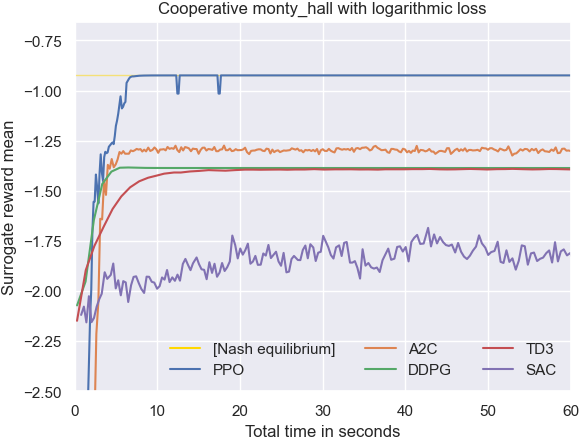 Cooperative monty_hall with logarithmic loss
Surrogate reward mean
−0.75
−1.00
−1.25
−1.50
−1.75
−2.00
−2.25
−2.50
[Nash equilibrium]
PPO
A2C
DDPG
TD3
SAC
0 10 20 30 40 50 60
Total time in seconds